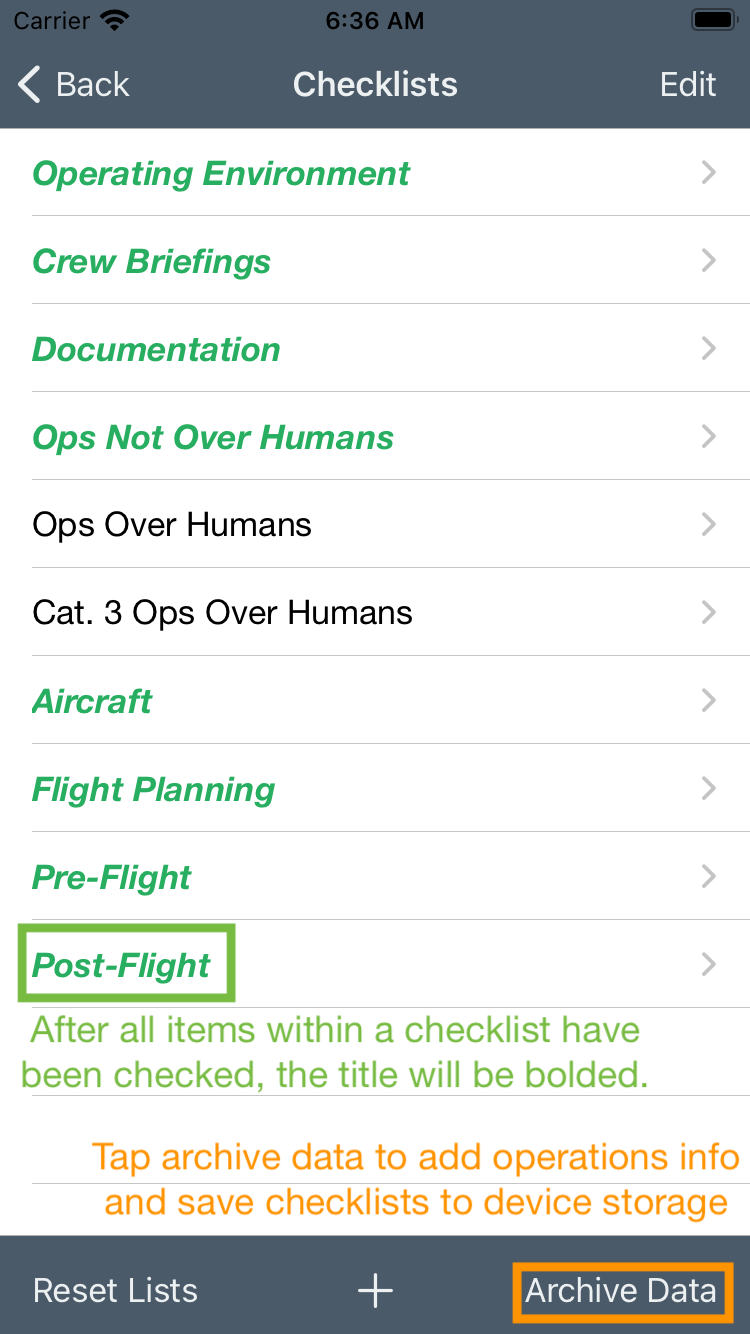 Carrier 6:36 AM
Back Checklists Edit
Operating Environment
Crew Briefings
Documentation
Ops Not Over Humans
Ops Over Humans
Cat. 3 Ops Over Humans
Aircraft
Flight Planning
Pre-Flight
Post-Flight
After all items within a checklist have
been checked, the title will be bolded.
Tap archive data to add operations info
and save checklists to device storage
Reset Lists + Archive Data